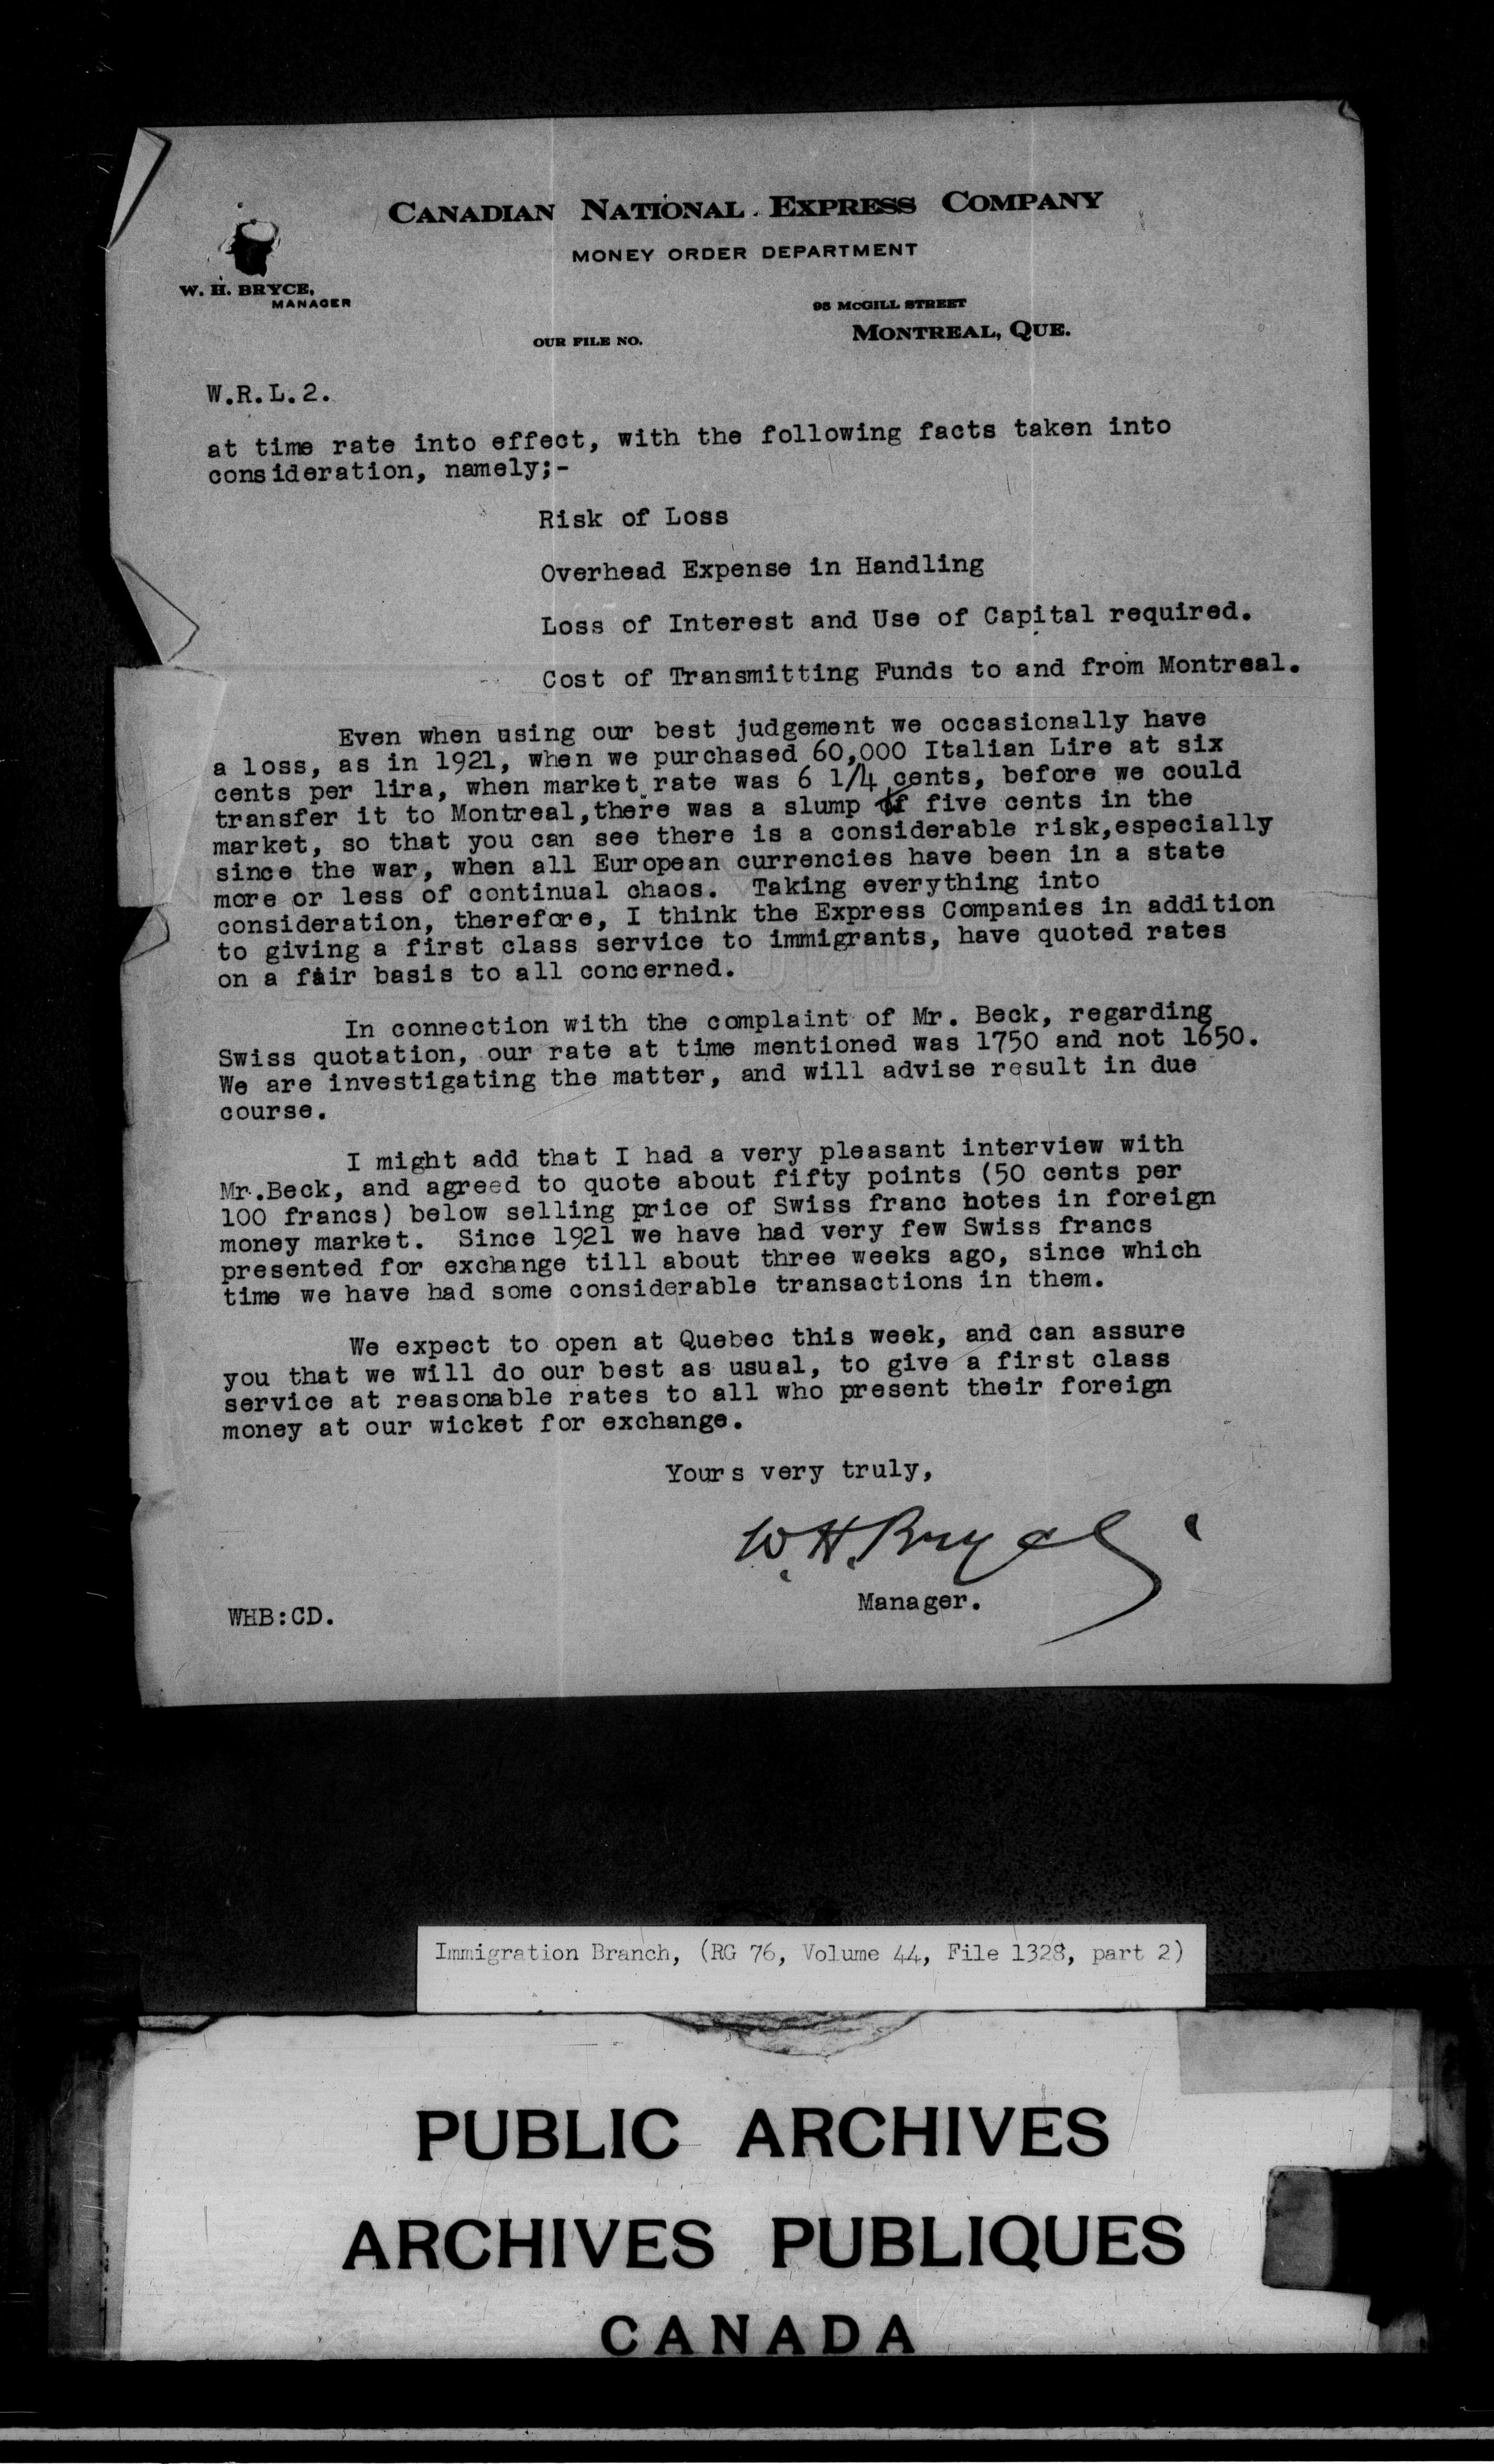 CANADIAN NATIONAL EXPRESS COMPANY
MONEY ORDER DEPARTMENT
W. H. BRYCE,
MANAGER
95 MCGILL STREET
MONTREAL, QUE.
OUR FILE NO.
W.R.L.2.
at time rate into effect, with the following facts taken into
consideration, namely;-
Risk of Loss
Overhead Expense in Handling
Loss of Interest and Use of Capital required.
Cost of Transmitting Funds to and from Montreal.
Even when using our best judgement we occasionally have
a loss, as in 1921, when we purchased 60,000 Italian Lire at six
cents per lira, when market rate was 6 1/4 cents, before we could
transfer it to Montreal,there was a slump of five cents in the
market, so that you can see there is a considerable risk,especially
since the war, when all European currencies have been in a state
more or less of continual chaos. Taking everything into
consideration, therefore, I think the Express Companies in addition
to giving a first class service to immigrants, have quoted rates
on a fair basis to all concerned.
In connection with the complaint of Mr. Beck, regarding
Swiss quotation, our rate at time mentioned was 1750 and not 1650.
We are investigating the matter, and will advise result in due
course.
I might add that I had a very pleasant interview with
Mr.Beck, and agreed to quote about fifty points (50 cents per
100 francs) below selling price of Swiss franc notes in foreign
money market. Since 1921 we have had very few Swiss francs
presented for exchange till about three weeks ago, since which
time we have had some considerable transactions in them.
We expect to open at Quebec this week, and can assure
you that we will do our best as usual, to give a first class
service at reasonable rates to all who present their foreign
money at our wicket for exchange.
Yours very truly,
W.H. Bryce
Manager.
WHB:CD.
Immigration Branch, (RG 76, Volume 44, File 1328, part 2)
PUBLIC ARCHIVES
ARCHIVES PUBLIQUES
CANADA